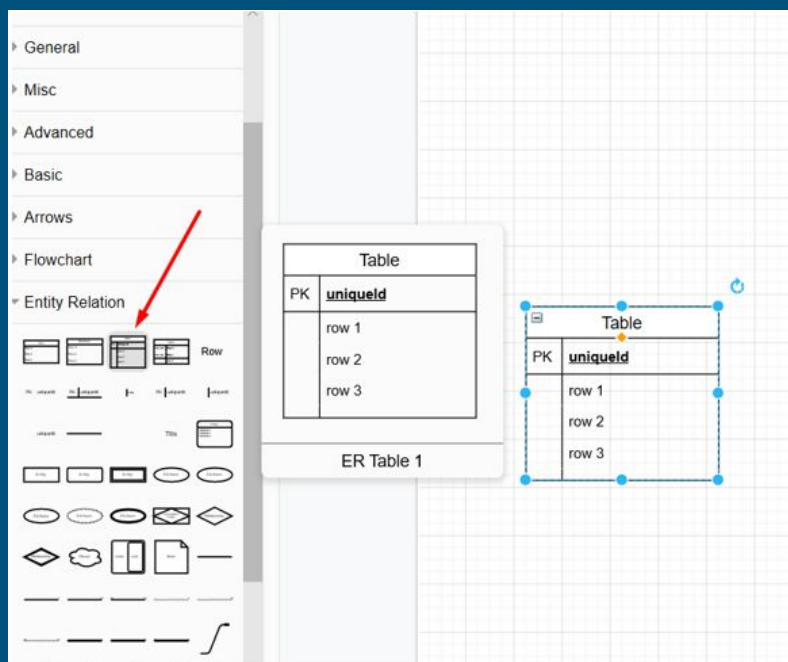 General
Misc
Advanced
Basic
Arrows
Flowchart
Entity Relation
Row
Title
Table
PK uniqueId
row 1
row 2
row 3
ER Table 1
Table
PK uniqueId
row 1
row 2
row 3